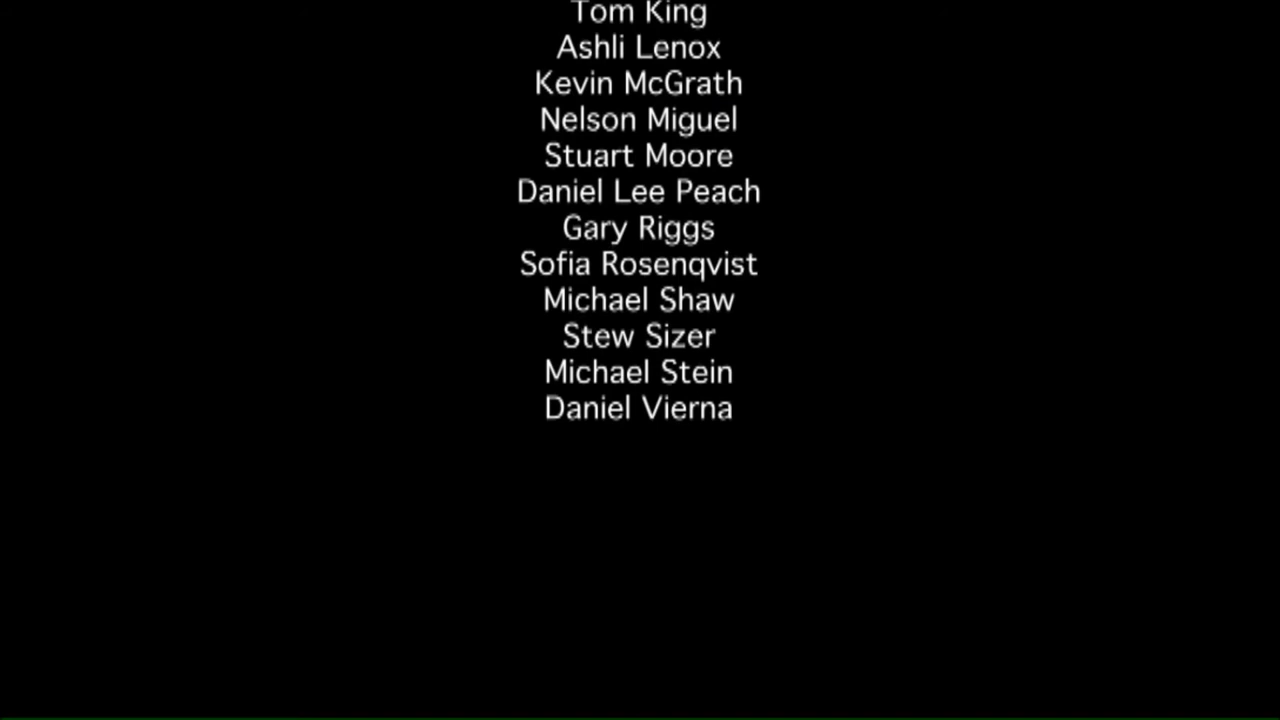 Tom King
Ashli Lenox
Kevin McGrath
Nelson Miguel
Stuart Moore
Daniel Lee Peach
Gary Riggs
Sofia Rosenqvist
Michael Shaw
Stew Sizer
Michael Stein
Daniel Vierna